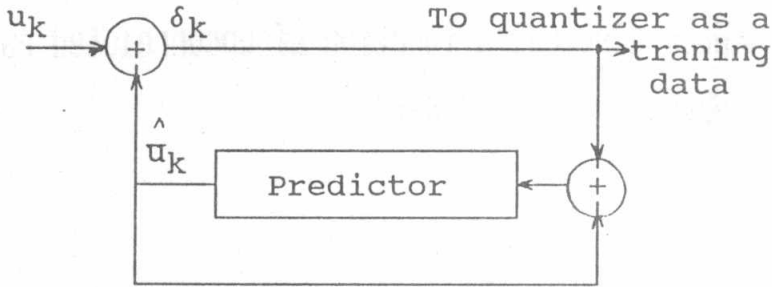 u_k
δ_k
To quantizer as a
traning
data
+
û_k
Predictor
+